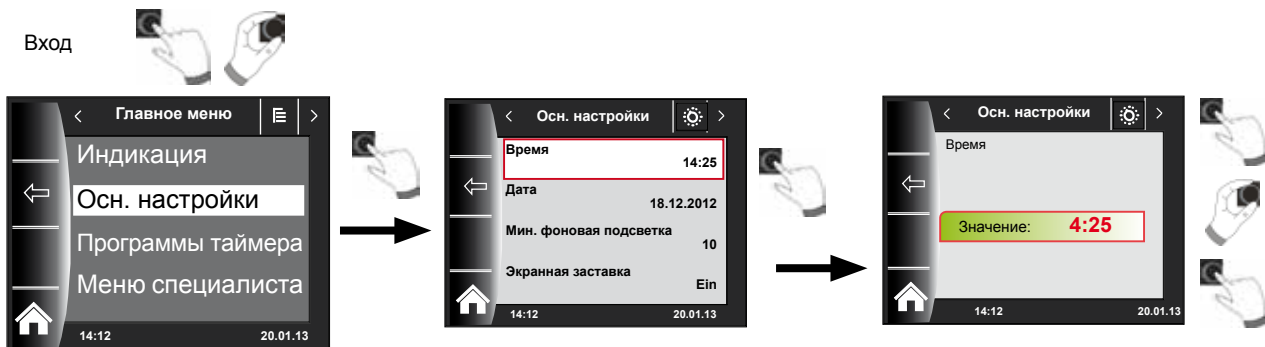 Вход
Главное меню
Индикация
Осн. настройки
Программы таймера
Меню специалиста
14:12 20.01.13
Осн. настройки
Время
14:25
Дата
18.12.2012
Мин. фоновая подсветка
10
Экранная заставка
Ein
14:12 20.01.13
Осн. настройки
Время
Значение: 4:25
14:12 20.01.13